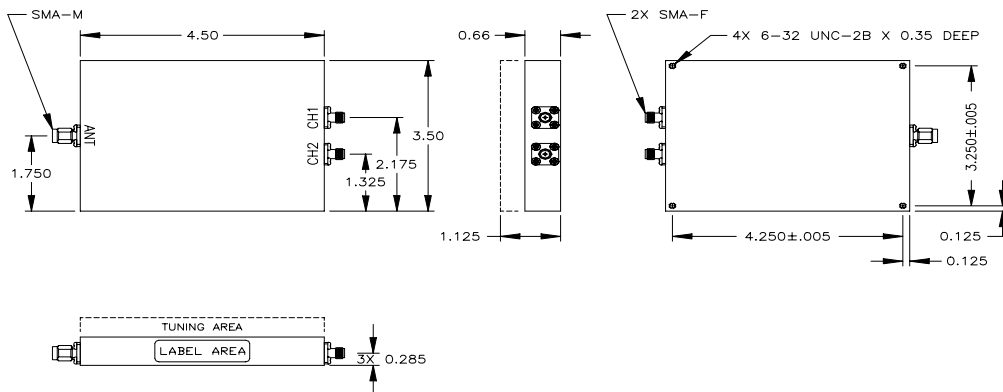 SMA-M
4.50
ANT
CH1
CH2
1.750
1.325
2.175
3.50
0.66
1.125
2X SMA-F
4X 6-32 UNC-2B X 0.35 DEEP
3.250±.005
4.250±.005
0.125
0.125
TUNING AREA
LABEL AREA
3X 0.285